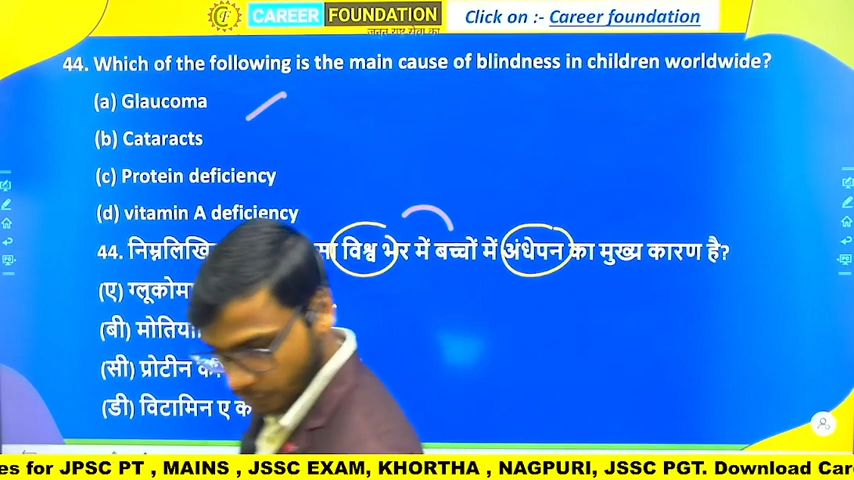 CAREER FOUNDATION
Click on :- Career foundation
44. Which of the following is the main cause of blindness in children worldwide?
(a) Glaucoma
(b) Cataracts
(c) Protein deficiency
(d) vitamin A deficiency
44. विश्व भर में बच्चों में अंधेपन का मुख्य कारण है?
(ए)
(बी)
(सी) प्रोटीन
(डी) विटामिन ए
es for JPSC PT , MAINS , JSSC EXAM, KHORTHA , NAGPURI, JSSC PGT. Download Car